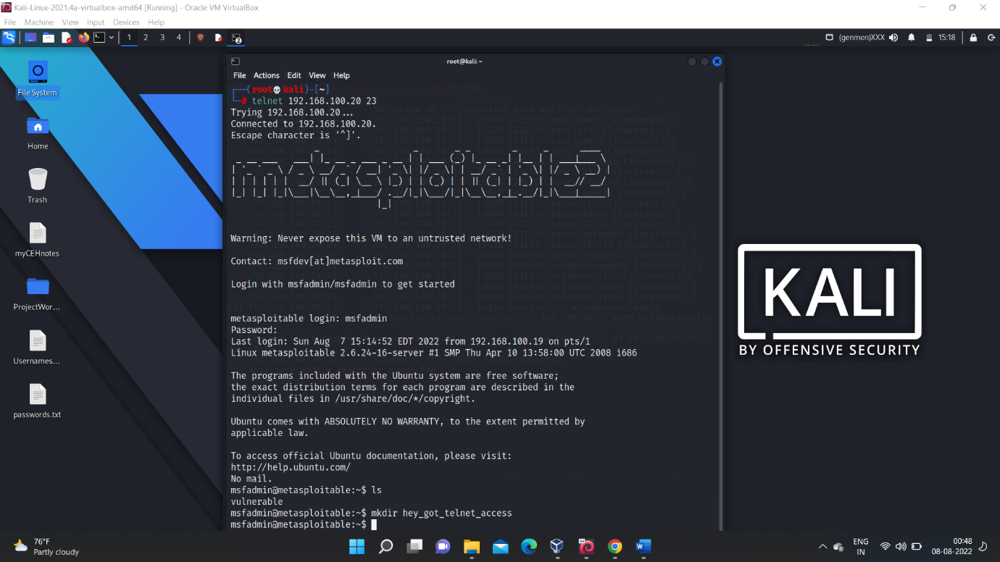 Kali-Linux-2021.4a-virtualbox-amd64 [Running] - Oracle VM VirtualBox
File Machine View Input Devices Help
1 2 3 4 2 (genmon)XXX 15:18
root@kali: ~
File Actions Edit View Help
File System
Home
Trash
myCEHnotes
ProjectWor...
Usernames...
passwords.txt
(root💀kali)-[~]
# telnet 192.168.100.20 23
Trying 192.168.100.20...
Connected to 192.168.100.20.
Escape character is '^]'.
metasploitable2
Warning: Never expose this VM to an untrusted network!
Contact: msfdev[at]metasploit.com
Login with msfadmin/msfadmin to get started
metasploitable login: msfadmin
Password:
Last login: Sun Aug  7 15:14:52 EDT 2022 from 192.168.100.19 on pts/1
Linux metasploitable 2.6.24-16-server #1 SMP Thu Apr 10 13:58:00 UTC 2008 i686
The programs included with the Ubuntu system are free software;
the exact distribution terms for each program are described in the
individual files in /usr/share/doc/*/copyright.
Ubuntu comes with ABSOLUTELY NO WARRANTY, to the extent permitted by
applicable law.
To access official Ubuntu documentation, please visit:
http://help.ubuntu.com/
No mail.
msfadmin@metasploitable:~$ ls
vulnerable
msfadmin@metasploitable:~$ mkdir hey_got_telnet_access
msfadmin@metasploitable:~$
KALI
BY OFFENSIVE SECURITY
76°F
Partly cloudy
ENG
IN
00:48
08-08-2022